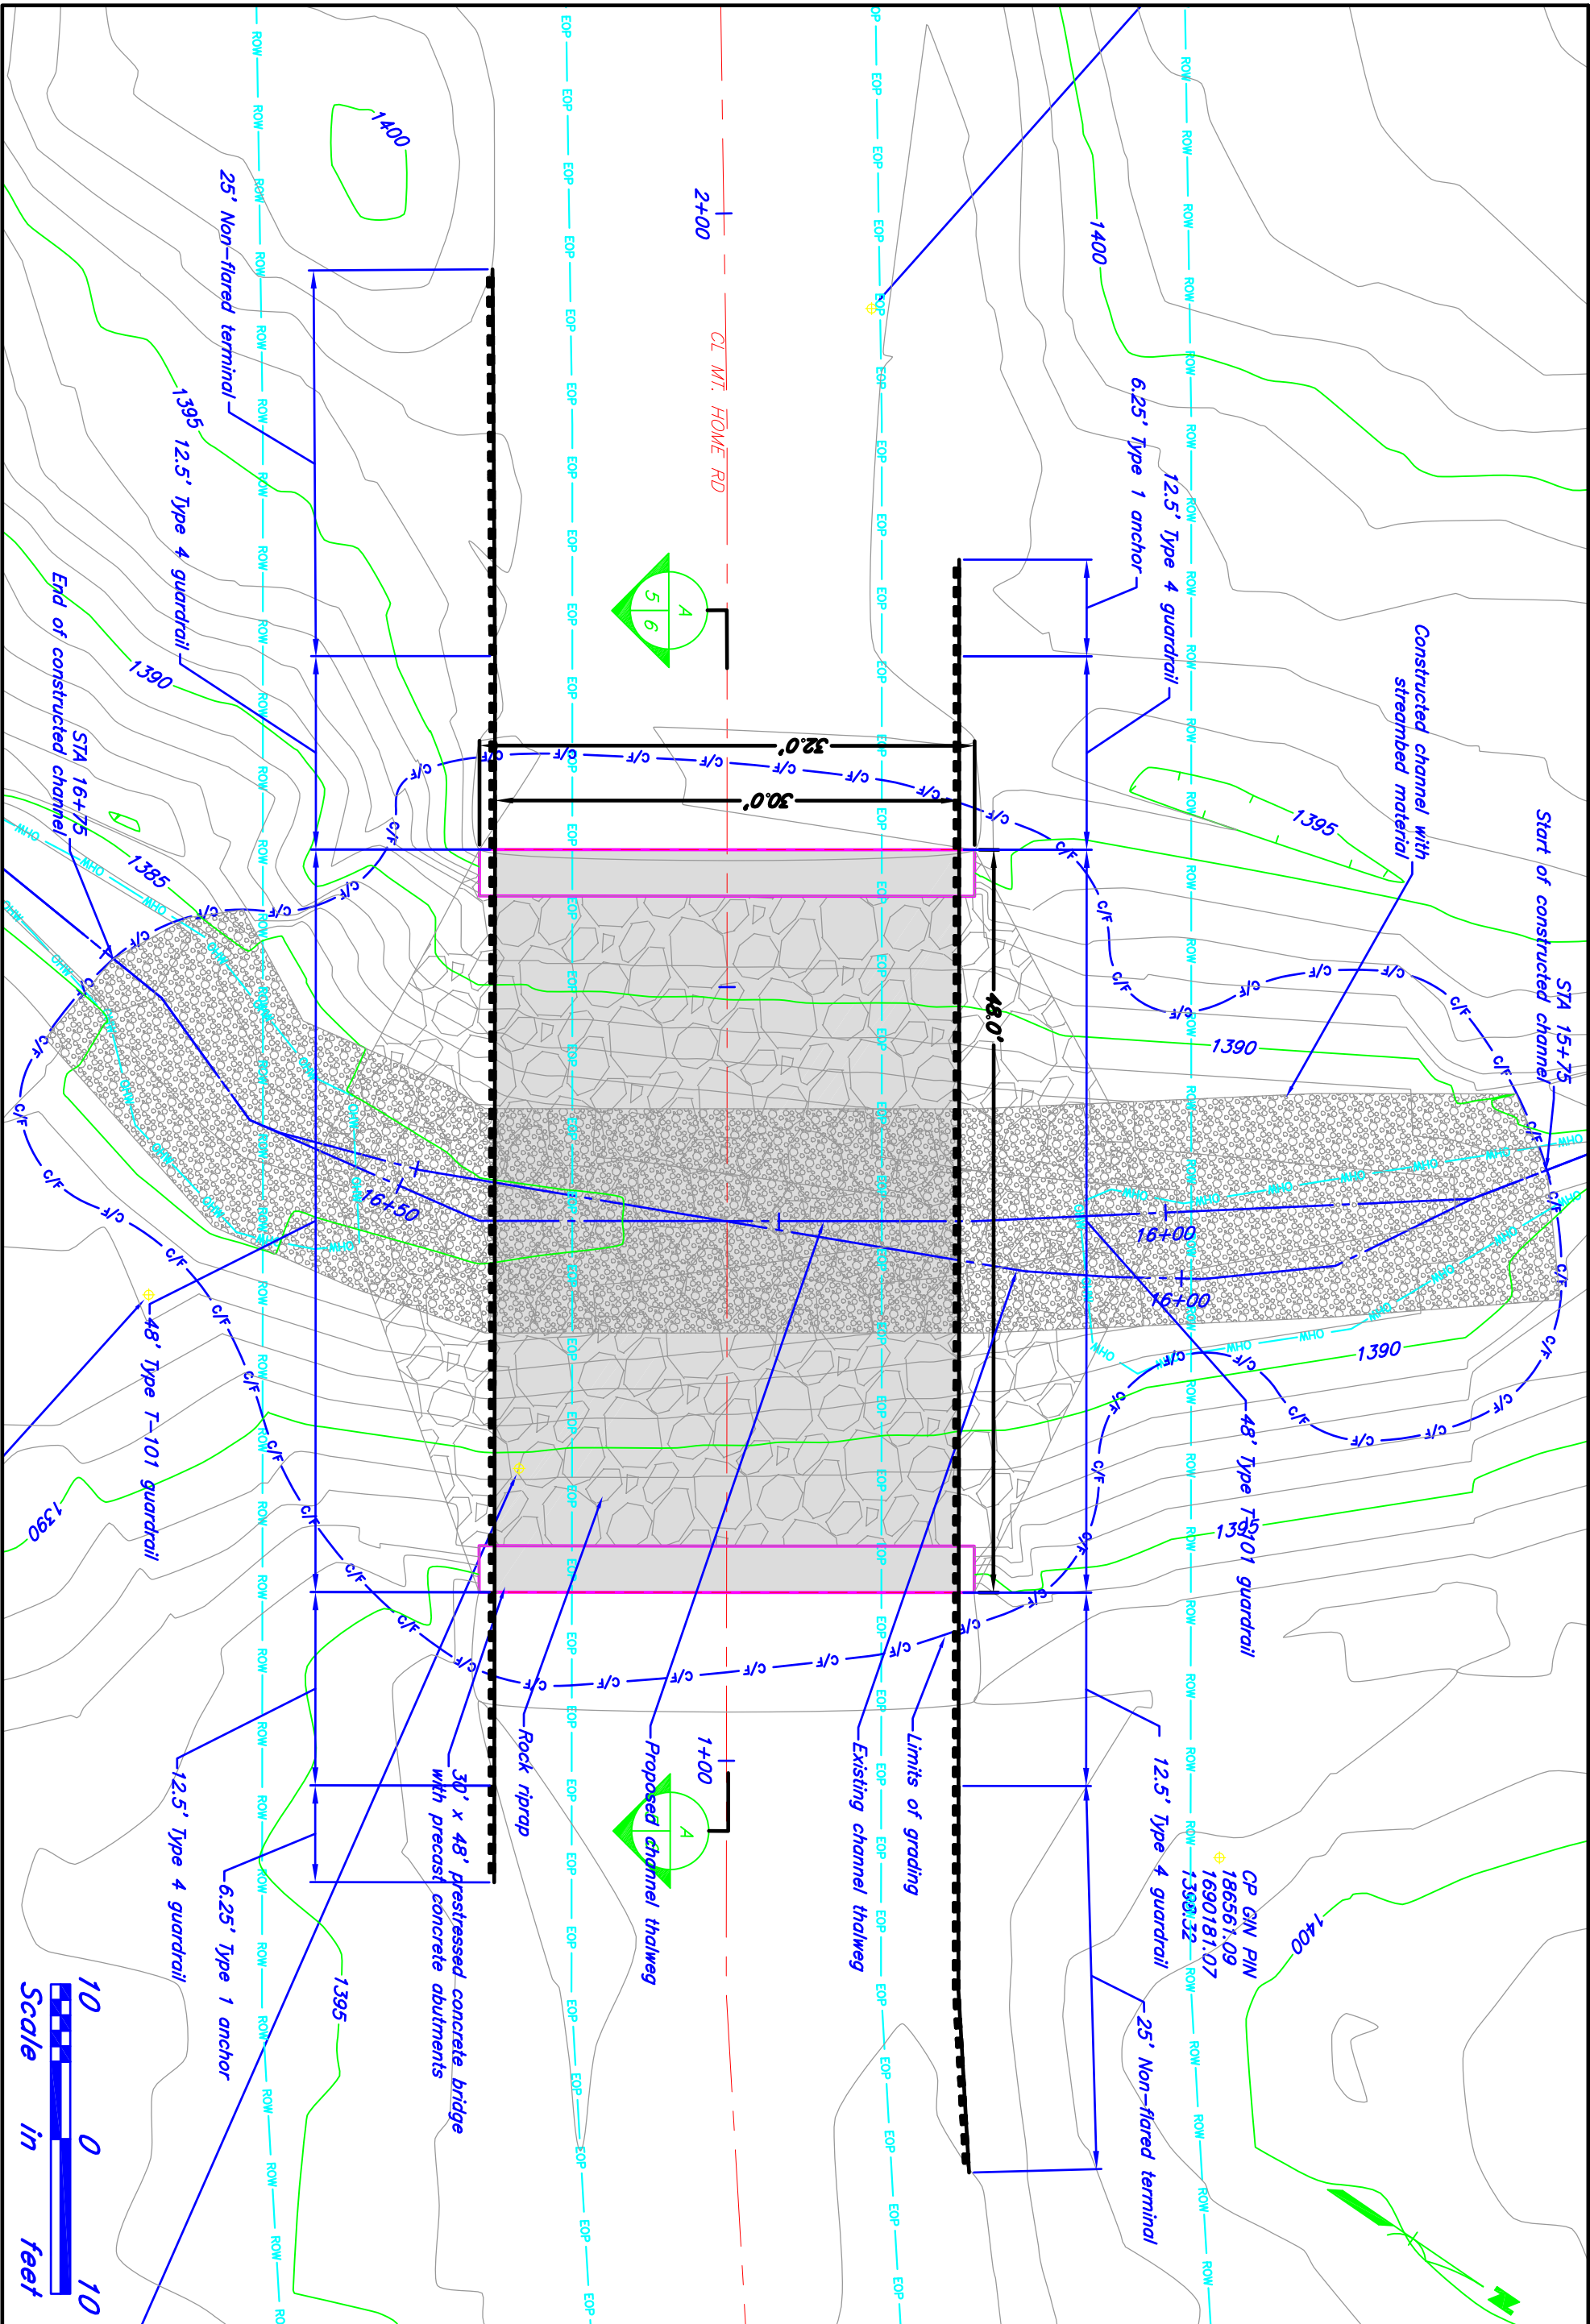 Start of constructed channel
STA 15+75
Constructed channel with
streambed material
1400
1395
1390
1390
1395
1400
6.25' Type 1 anchor
12.5' Type 4 guardrail
48' Type T-101 guardrail
12.5' Type 4 guardrail
25' Non-flared terminal
CP GIN PIN
186561.09
1690181.07
16+00
16+00
48.0'
32.0'
30.0'
2+00
CL MT. HOME RD
1+00
A
5 6
A
Limits of grading
Existing channel thalweg
Proposed channel thalweg
Rock riprap
30' x 48' prestressed concrete bridge
with precast concrete abutments
16+50
1400
25' Non-flared terminal
1395
12.5' Type 4 guardrail
1390
1385
STA 16+75
End of constructed channel
48' Type T-101 guardrail
1390
12.5' Type 4 guardrail
6.25' Type 1 anchor
1395
ROW
EOP
OHW
C/F
N
10 0 10
Scale in feet